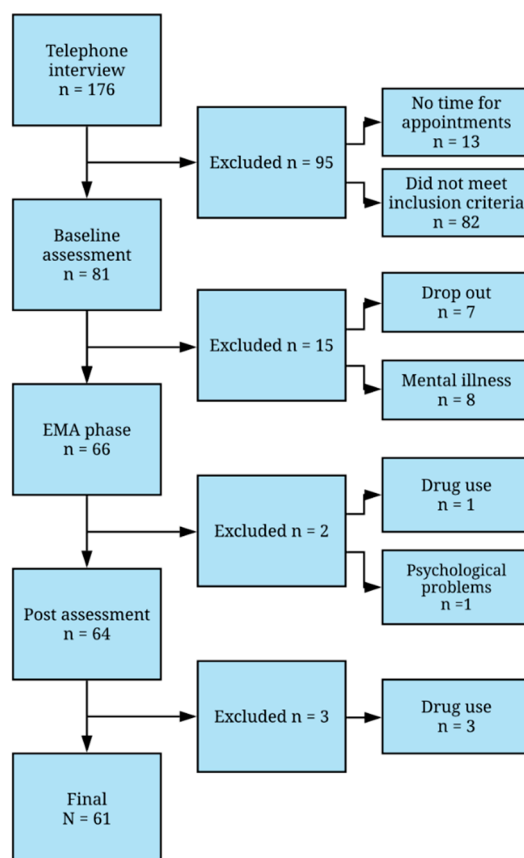 Telephone
interview
n = 176
Excluded n = 95
No time for
appointments
n = 13
Did not meet
inclusion criteria
n = 82
Baseline
assessment
n = 81
Excluded n = 15
Drop out
n = 7
Mental illness
n = 8
EMA phase
n = 66
Excluded n = 2
Drug use
n = 1
Psychological
problems
n =1
Post assessment
n = 64
Excluded n = 3
Drug use
n = 3
Final
N = 61